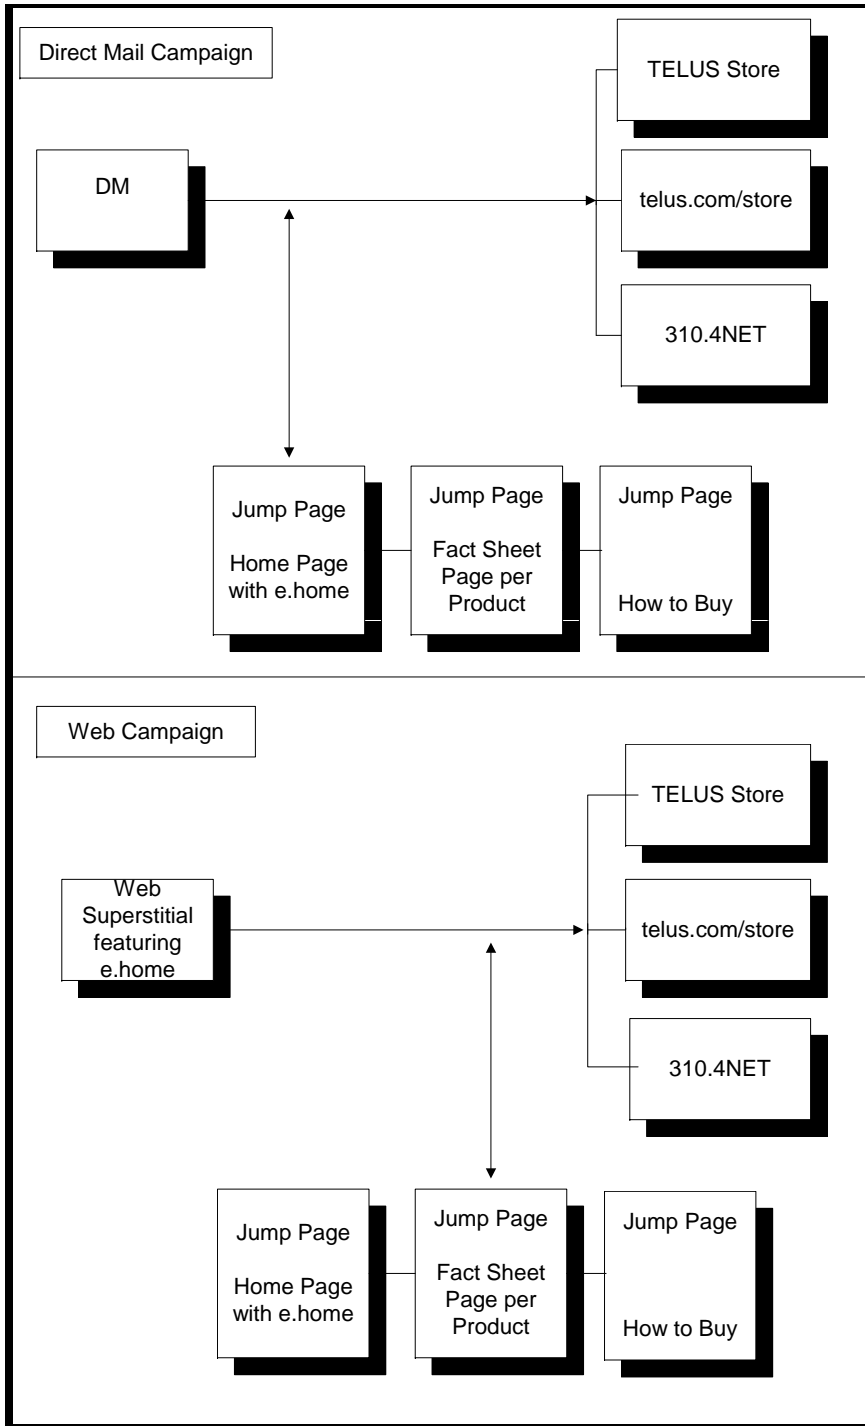 Direct Mail Campaign
TELUS Store
DM
telus.com/store
310.4NET
Jump Page
Home Page
with e.home
Jump Page
Fact Sheet
Page per
Product
Jump Page
How to Buy
Web Campaign
TELUS Store
Web
Superstitial
featuring
e.home
telus.com/store
310.4NET
Jump Page
Home Page
with e.home
Jump Page
Fact Sheet
Page per
Product
Jump Page
How to Buy